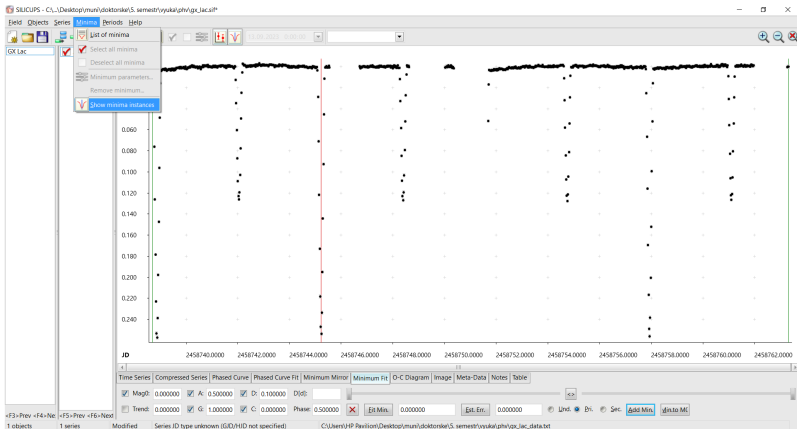 SILICUPS - C:\...\Desktop\muni\doktorske\5. semestr\vyuka\phv\gx_lac.lif*
Field Objects Series Minima Periods Help
List of minima
Select all minima
Deselect all minima
Minimum parameters...
Remove minimum...
Show minima instances
GX Lac
0.060
0.080
0.100
0.120
0.140
0.160
0.180
0.200
0.220
0.240
JD 2458740.0000 2458742.0000 2458744.0000 2458746.0000 2458748.0000 2458750.0000 2458752.0000 2458754.0000 2458756.0000 2458758.0000 2458760.0000 2458762.0000
Time Series Compressed Series Phased Curve Phased Curve Fit Minimum Mirror Minimum Fit O-C Diagram Image Meta-Data Notes Table
Mag0: 0.000000 A: 0.500000 D: 0.100000 D[d]: <>
Trend: 0.000000 G: 1.000000 C: 0.000000 Phase: 0.500000 Fit Min. 0.000000 Est. Err. 0.000000 Und. Pri. Sec. Add Min.
<F3>Prev <F4>Ne: <F5>Prev <F6>Next
1 objects 1 series Modified Series JD type unknown (GJD/HJD not specified) C:\Users\HP Pavilion\Desktop\muni\doktorske\5. semestr\vyuka\phv\gx_lac_data.txt